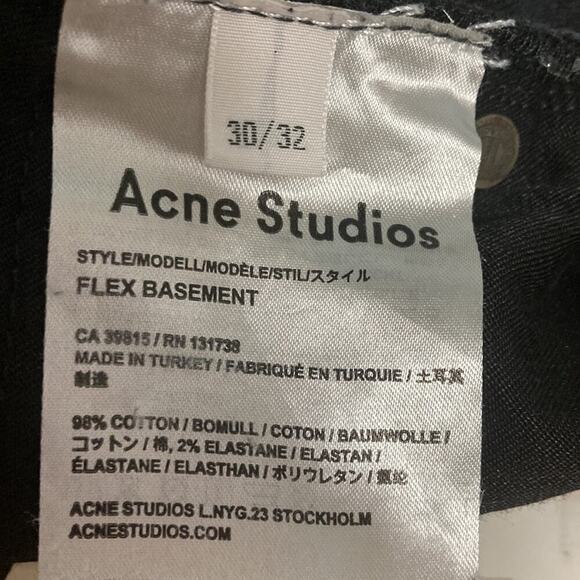 30/32
Acne Studios
STYLE/MODELL/MODÈLE/STIL/スタイル
FLEX BASEMENT
CA 39815 / RN 131738
MADE IN TURKEY / FABRIQUÉ EN TURQUIE / 土耳其
制造
98% COTTON / BOMULL / COTON / BAUMWOLLE /
コットン / 棉, 2% ELASTANE / ELASTAN /
ÉLASTANE / ELASTHAN / ポリウレタン / 氨纶
ACNE STUDIOS L.NYG.23 STOCKHOLM
ACNESTUDIOS.COM